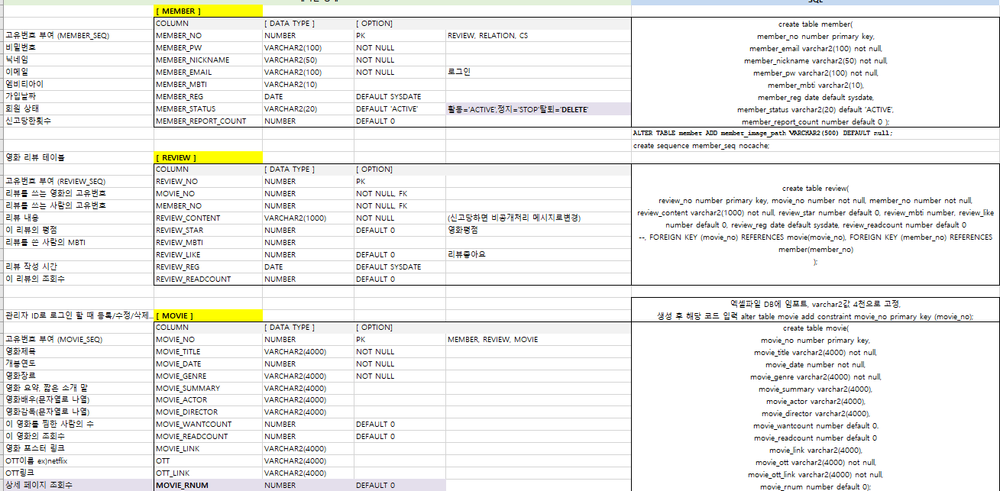 SQL
[ MEMBER ]
COLUMN [ DATA TYPE ] [ OPTION]
고유번호 부여 (MEMBER_SEQ) MEMBER_NO NUMBER PK REVIEW, RELATION, CS
비밀번호 MEMBER_PW VARCHAR2(100) NOT NULL
닉네임 MEMBER_NICKNAME VARCHAR2(50) NOT NULL
이메일 MEMBER_EMAIL VARCHAR2(100) NOT NULL 로그인
엠비티아이 MEMBER_MBTI VARCHAR2(10)
가입날짜 MEMBER_REG DATE DEFAULT SYSDATE
회원 상태 MEMBER_STATUS VARCHAR2(20) DEFAULT 'ACTIVE' 활동='ACTIVE',정지='STOP'탈퇴='DELETE'
신고당한횟수 MEMBER_REPORT_COUNT NUMBER DEFAULT 0
create table member(
member_no number primary key,
member_email varchar2(100) not null,
member_nickname varchar2(50) not null,
member_pw varchar2(100) not null,
member_mbti varchar2(10),
member_reg date default sysdate,
member_status varchar2(20) default 'ACTIVE',
member_report_count number default 0 );
ALTER TABLE member ADD member_image_path VARCHAR2(500) DEFAULT null;
create sequence member_seq nocache;
영화 리뷰 테이블 [ REVIEW ]
COLUMN [ DATA TYPE ] [ OPTION]
고유번호 부여 (REVIEW_SEQ) REVIEW_NO NUMBER PK
리뷰를 쓰는 영화의 고유번호 MOVIE_NO NUMBER NOT NULL, FK
리뷰를 쓰는 사람의 고유번호 MEMBER_NO NUMBER NOT NULL, FK
리뷰 내용 REVIEW_CONTENT VARCHAR2(1000) NOT NULL (신고당하면 비공개처리 메시지로변경)
이 리뷰의 평점 REVIEW_STAR NUMBER DEFAULT 0 영화평점
리뷰를 쓴 사람의 MBTI REVIEW_MBTI NUMBER
REVIEW_LIKE NUMBER DEFAULT 0 리뷰좋아요
리뷰 작성 시간 REVIEW_REG DATE DEFAULT SYSDATE
이 리뷰의 조회수 REVIEW_READCOUNT NUMBER DEFAULT 0
create table review(
review_no number primary key, movie_no number not null, member_no number not null,
review_content varchar2(1000) not null, review_star number default 0, review_mbti number, review_like
number default 0, review_reg date default sysdate, review_readcount number default 0
--, FOREIGN KEY (movie_no) REFERENCES movie(movie_no), FOREIGN KEY (member_no) REFERENCES
member(member_no)
);
관리자 ID로 로그인 할 때 등록/수정/삭제... [ MOVIE ]
COLUMN [ DATA TYPE ] [ OPTION]
고유번호 부여 (MOVIE_SEQ) MOVIE_NO NUMBER PK MEMBER, REVIEW, MOVIE
영화제목 MOVIE_TITLE VARCHAR2(4000) NOT NULL
개봉연도 MOVIE_DATE NUMBER NOT NULL
영화장르 MOVIE_GENRE VARCHAR2(4000) NOT NULL
영화 요약, 짧은 소개 말 MOVIE_SUMMARY VARCHAR2(4000)
영화배우(문자열로 나열) MOVIE_ACTOR VARCHAR2(4000)
영화감독(문자열로 나열) MOVIE_DIRECTOR VARCHAR2(4000)
이 영화를 찜한 사람의 수 MOVIE_WANTCOUNT NUMBER DEFAULT 0
이 영화의 조회수 MOVIE_READCOUNT NUMBER DEFAULT 0
영화 포스터 링크 MOVIE_LINK VARCHAR2(4000)
OTT이름 ex)netflix OTT VARCHAR2(4000)
OTT링크 OTT_LINK VARCHAR2(4000)
상세 페이지 조회수 MOVIE_RNUM NUMBER DEFAULT 0
엑셀파일 DB에 임포트, varchar2값 4천으로 고정,
생성 후 해당 코드 입력 alter table movie add constraint movie_no primary key (movie_no);
create table movie(
movie_no number primary key,
movie_title varchar2(4000) not null,
movie_date number not null,
movie_genre varchar2(4000) not null,
movie_summary varchar2(4000),
movie_actor varchar2(4000),
movie_director varchar2(4000),
movie_wantcount number default 0.
movie_readcount number default 0
movie_link varchar2(4000),
movie_ott varchar2(4000) not null,
movie_ott_link varchar2(4000) not null,
movie_rnum number default 0);